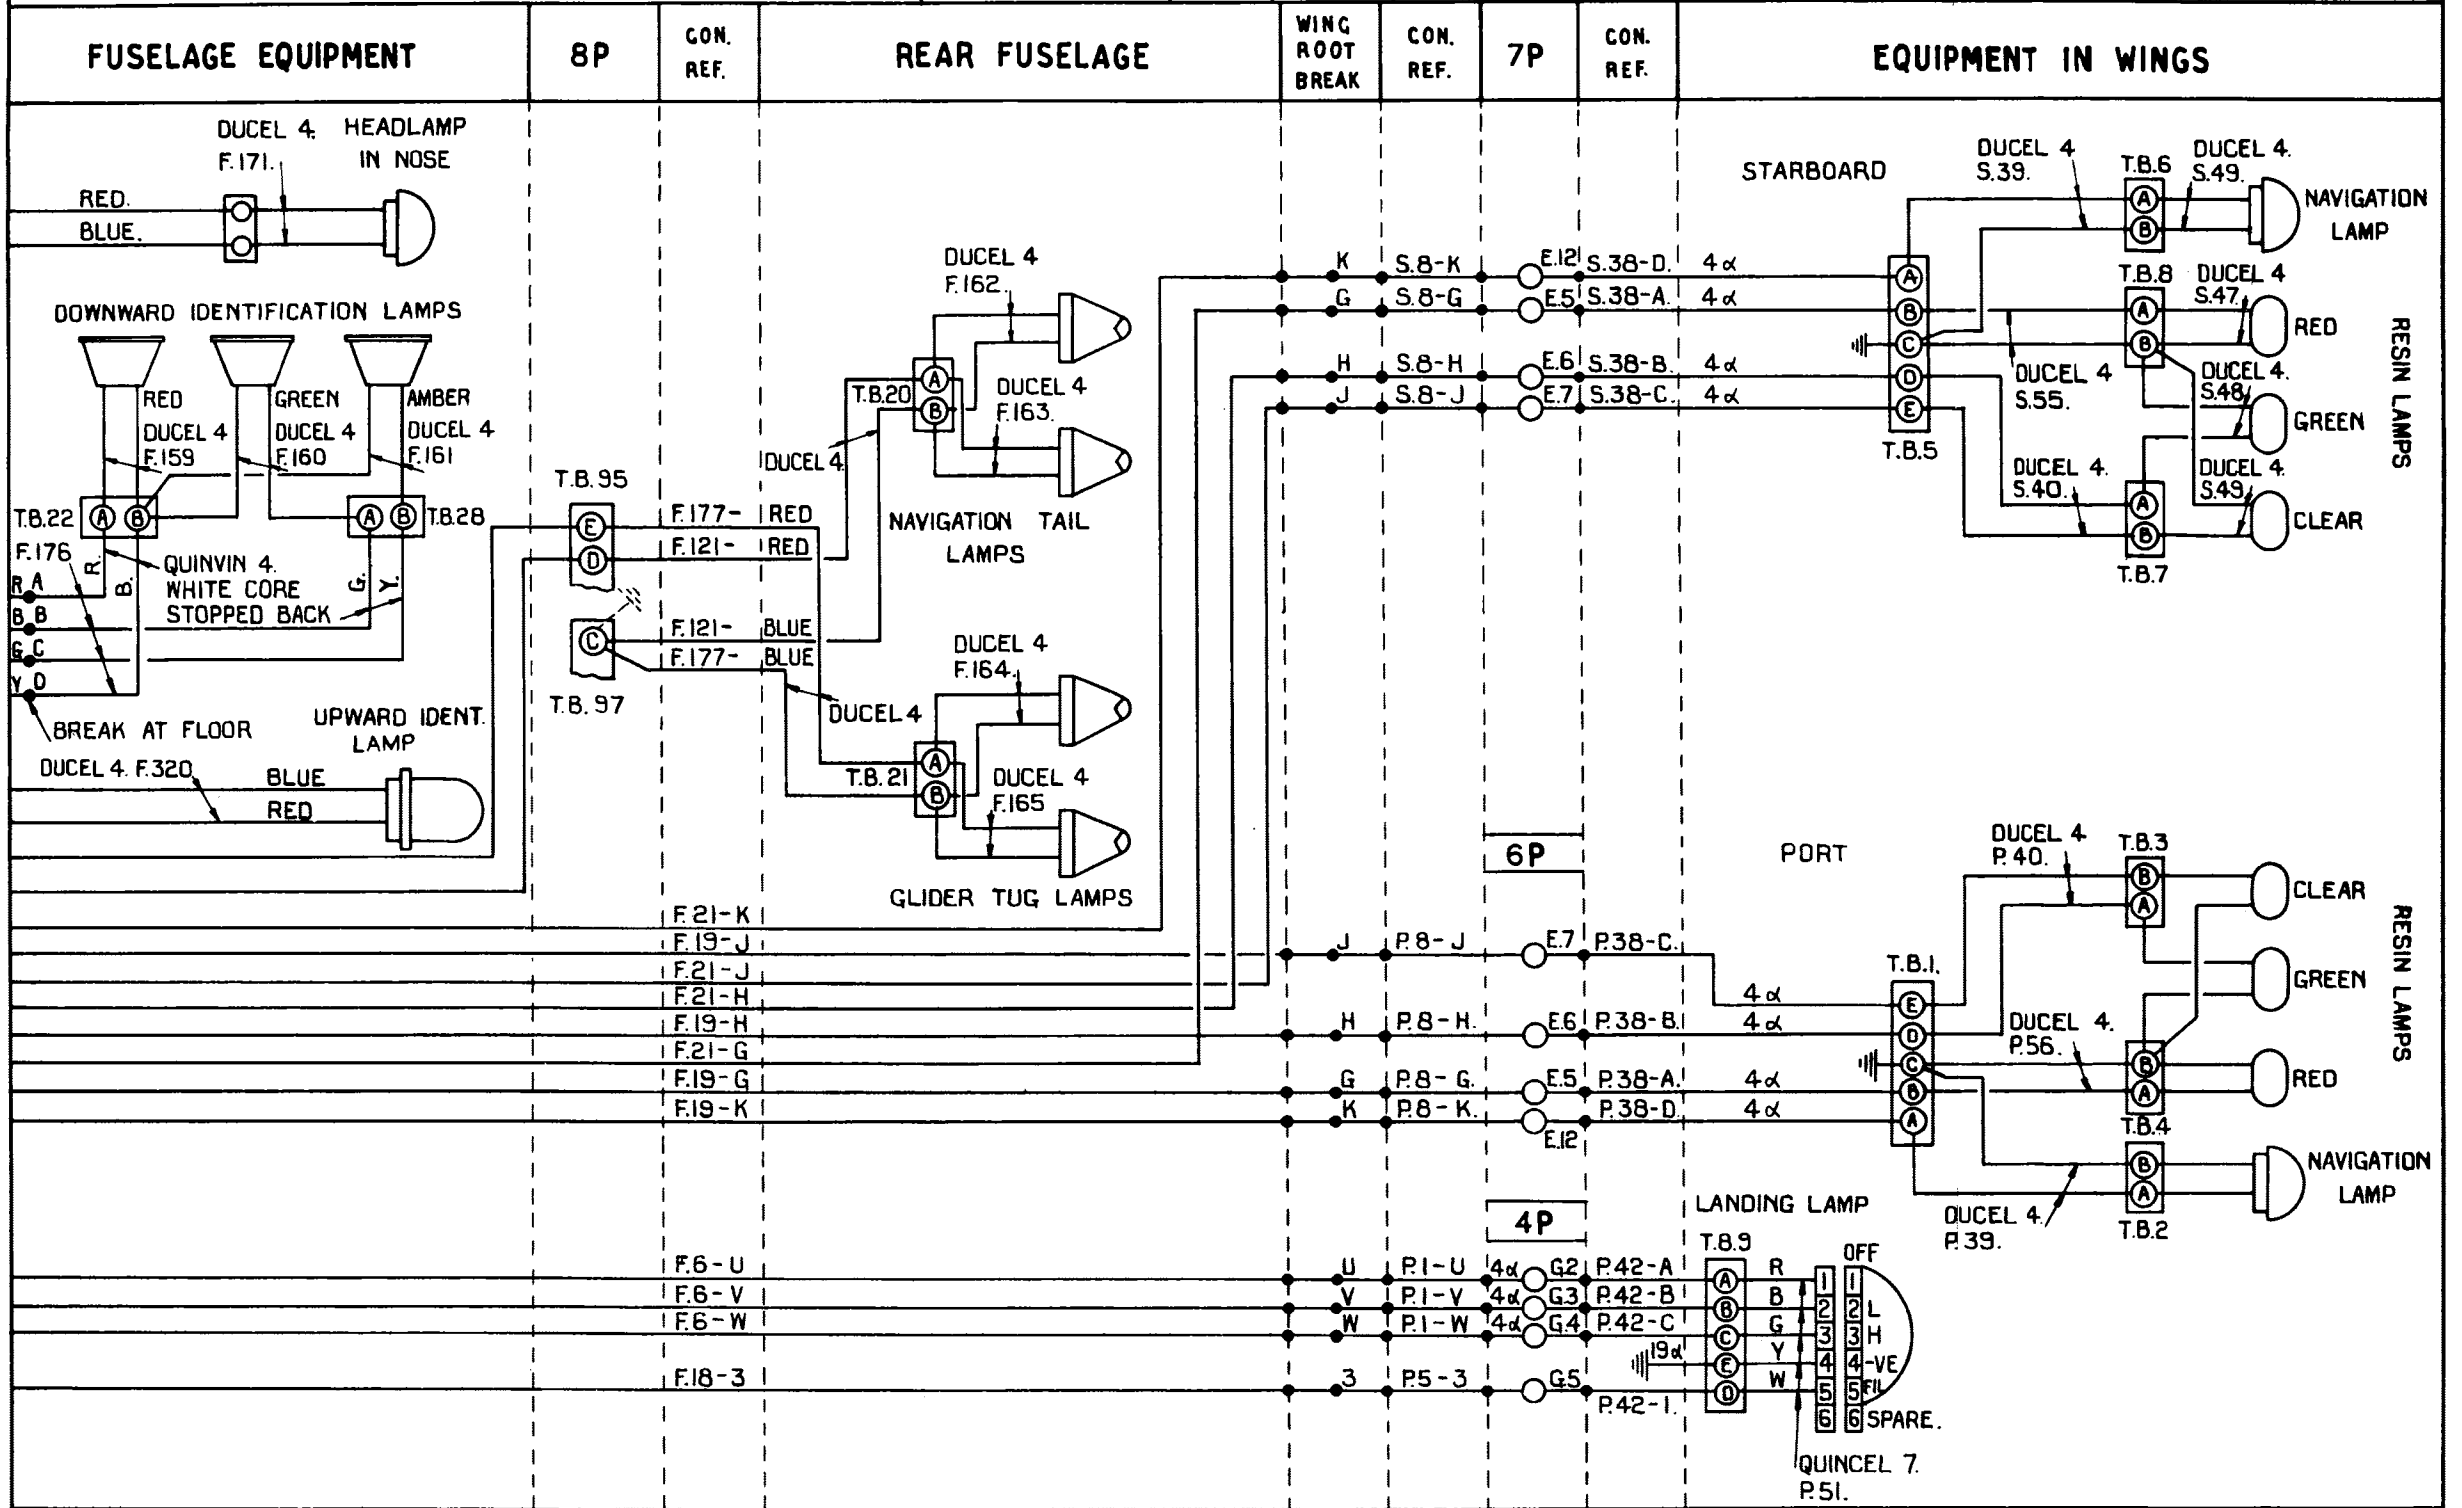 FUSELAGE EQUIPMENT
8P
CON.
REF.
REAR FUSELAGE
WING
ROOT
BREAK
CON.
REF.
7P
CON.
REF.
EQUIPMENT IN WINGS
DUCEL 4.
F.171.
HEADLAMP
IN NOSE
RED.
BLUE.
DOWNWARD IDENTIFICATION LAMPS
RED
DUCEL 4
F.159
GREEN
DUCEL 4
F.160
AMBER
DUCEL 4
F.161
T.B.22
A
B
A
B
T.B.28
F.176
R.
B.
G.
Y.
QUINVIN 4.
WHITE CORE
STOPPED BACK
R A
B B
G C
Y D
BREAK AT FLOOR
UPWARD IDENT.
LAMP
DUCEL 4. F.320
BLUE
RED
T.B.95
E
D
C
T.B.97
F.177-
RED
F.121-
RED
F.121-
BLUE
F.177-
BLUE
DUCEL 4
F.162.
T.B.20
A
B
DUCEL 4
F.163.
DUCEL 4
NAVIGATION TAIL
LAMPS
DUCEL 4
F.164.
DUCEL 4
T.B.21
A
B
DUCEL 4
F.165
GLIDER TUG LAMPS
F.21-K
F.19-J
F.21-J
F.21-H
F.19-H
F.21-G
F.19-G
F.19-K
F.6-U
F.6-V
F.6-W
F.18-3
K
S.8-K
E.12
S.38-D.
4α
G
S.8-G
E.5
S.38-A.
4α
H
S.8-H
E.6
S.38-B.
4α
J
S.8-J
E.7
S.38-C.
4α
STARBOARD
A
B
C
D
E
T.B.5
DUCEL 4
S.39.
T.B.6
A
B
DUCEL 4.
S.49.
NAVIGATION
LAMP
T.B.8
A
B
DUCEL 4
S.47.
RED
DUCEL 4
S.55.
DUCEL 4.
S.48.
GREEN
DUCEL 4.
S.40.
DUCEL 4.
S.49.
A
B
CLEAR
T.B.7
RESIN LAMPS
6P
PORT
J
P.8-J
E.7
P.38-C.
4α
H
P.8-H.
E.6
P.38-B.
4α
G
P.8-G.
E.5
P.38-A.
4α
K
P.8-K.
E.12
P.38-D.
4α
T.B.1.
E
D
C
B
A
DUCEL 4
P.40.
T.B.3
B
A
CLEAR
GREEN
DUCEL 4.
P.56.
B
A
RED
T.B.4
RESIN LAMPS
B
A
NAVIGATION
LAMP
T.B.2
DUCEL 4.
P.39.
4P
LANDING LAMP
T.B.9
OFF
U
P.1-U
4α
G.2
P.42-A
A
R
1
1
V
P.1-V
4α
G.3
P.42-B
B
B
2
2 L
W
P.1-W
4α
G.4
P.42-C
C
G
3
3 H
19α
E
Y
4
4 -VE
3
P.5-3
G.5
P.42-1.
D
W
5
5 FIL
6
6 SPARE.
QUINCEL 7.
P.51.